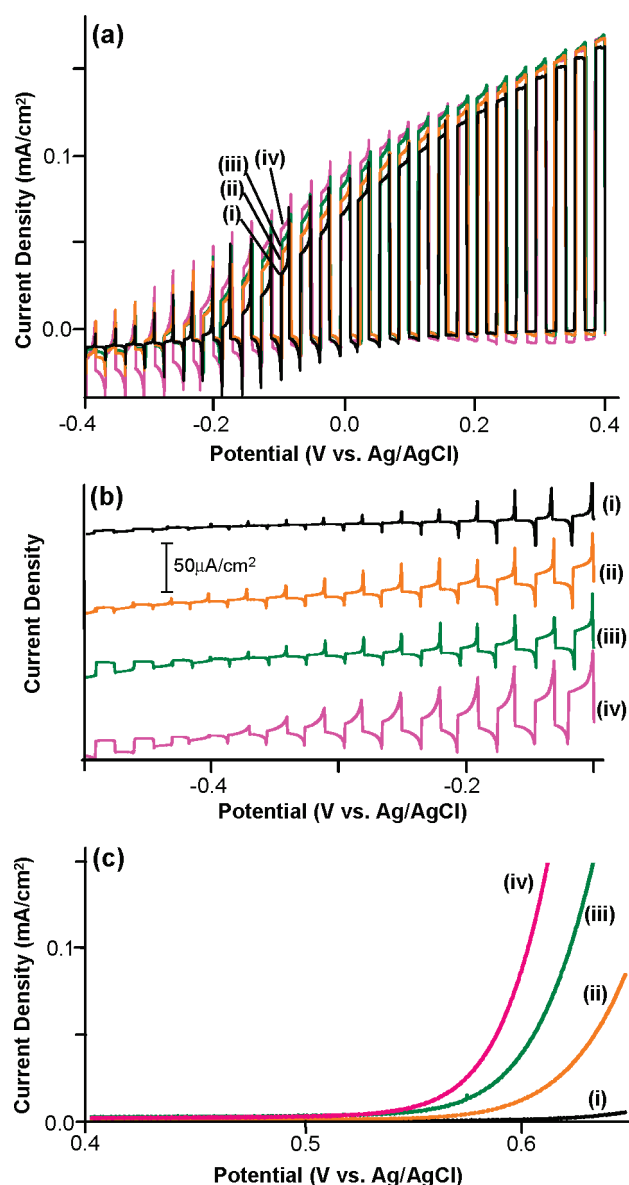 (a)
Current Density (mA/cm²)
0.1
0.0
(iii)
(iv)
(ii)
(i)
-0.4
-0.2
0.0
0.2
0.4
Potential (V vs. Ag/AgCl)
(b)
Current Density
50μA/cm²
(i)
(ii)
(iii)
(iv)
-0.4
-0.2
Potential (V vs. Ag/AgCl)
(c)
Current Density (mA/cm²)
0.1
0.0
(iv)
(iii)
(ii)
(i)
0.4
0.5
0.6
Potential (V vs. Ag/AgCl)